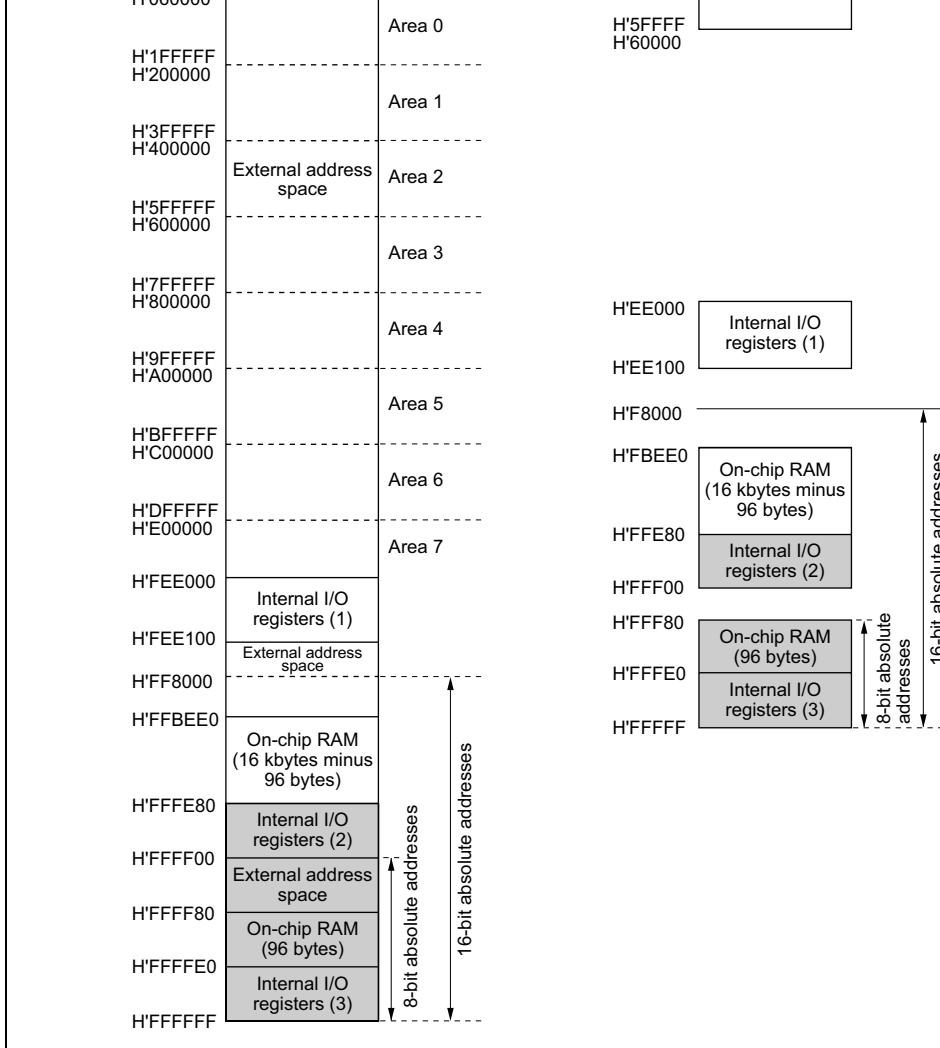 Area 0
H'1FFFFF
H'200000
Area 1
H'3FFFFF
H'400000
External address
space
Area 2
H'5FFFFF
H'600000
Area 3
H'7FFFFF
H'800000
Area 4
H'9FFFFF
H'A00000
Area 5
H'BFFFFF
H'C00000
Area 6
H'DFFFFF
H'E00000
Area 7
H'FEE000
Internal I/O
registers (1)
H'FEE100
External address
space
H'FF8000
H'FFBEE0
On-chip RAM
(16 kbytes minus
96 bytes)
H'FFFE80
Internal I/O
registers (2)
H'FFFF00
External address
space
H'FFFF80
On-chip RAM
(96 bytes)
H'FFFFE0
Internal I/O
registers (3)
H'FFFFFF
8-bit absolute addresses
16-bit absolute addresses
H'5FFFF
H'60000
H'EE000
Internal I/O
registers (1)
H'EE100
H'F8000
H'FBEE0
On-chip RAM
(16 kbytes minus
96 bytes)
H'FFE80
Internal I/O
registers (2)
H'FFF00
H'FFF80
On-chip RAM
(96 bytes)
H'FFFE0
Internal I/O
registers (3)
H'FFFFF
8-bit absolute
addresses
16-bit absolute addresses